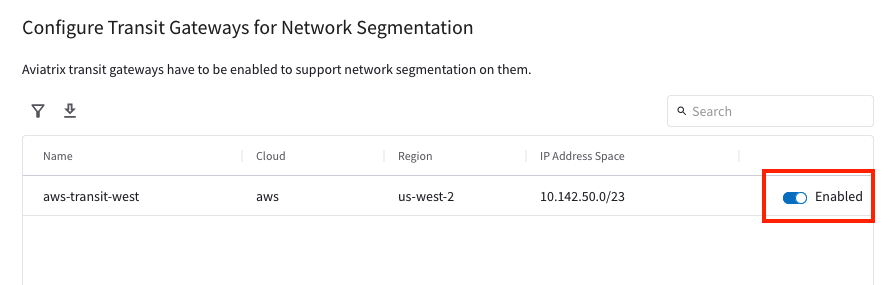 Configure Transit Gateways for Network Segmentation
Aviatrix transit gateways have to be enabled to support network segmentation on them.
Search
Name Cloud Region IP Address Space
aws-transit-west aws us-west-2 10.142.50.0/23 Enabled